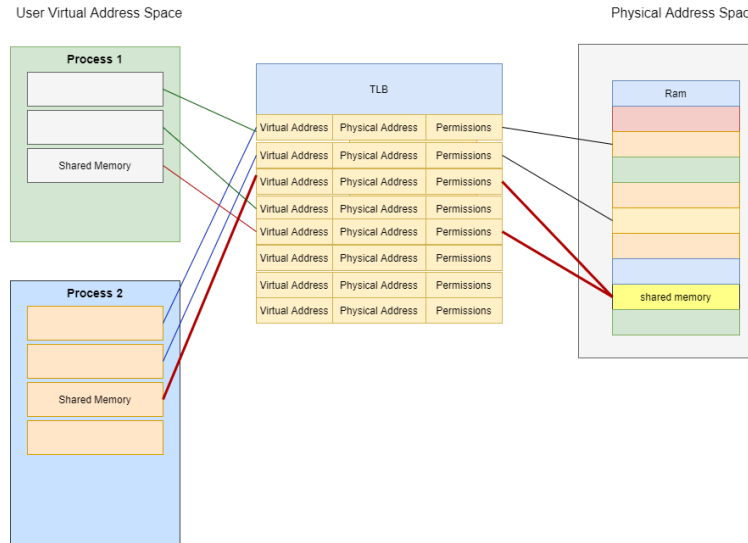 User Virtual Address Space
Physical Address Spac
Process 1
Shared Memory
TLB
Virtual Address Physical Address Permissions
Virtual Address Physical Address Permissions
Virtual Address Physical Address Permissions
Virtual Address Physical Address Permissions
Virtual Address Physical Address Permissions
Virtual Address Physical Address Permissions
Virtual Address Physical Address Permissions
Virtual Address Physical Address Permissions
Ram
shared memory
Process 2
Shared Memory